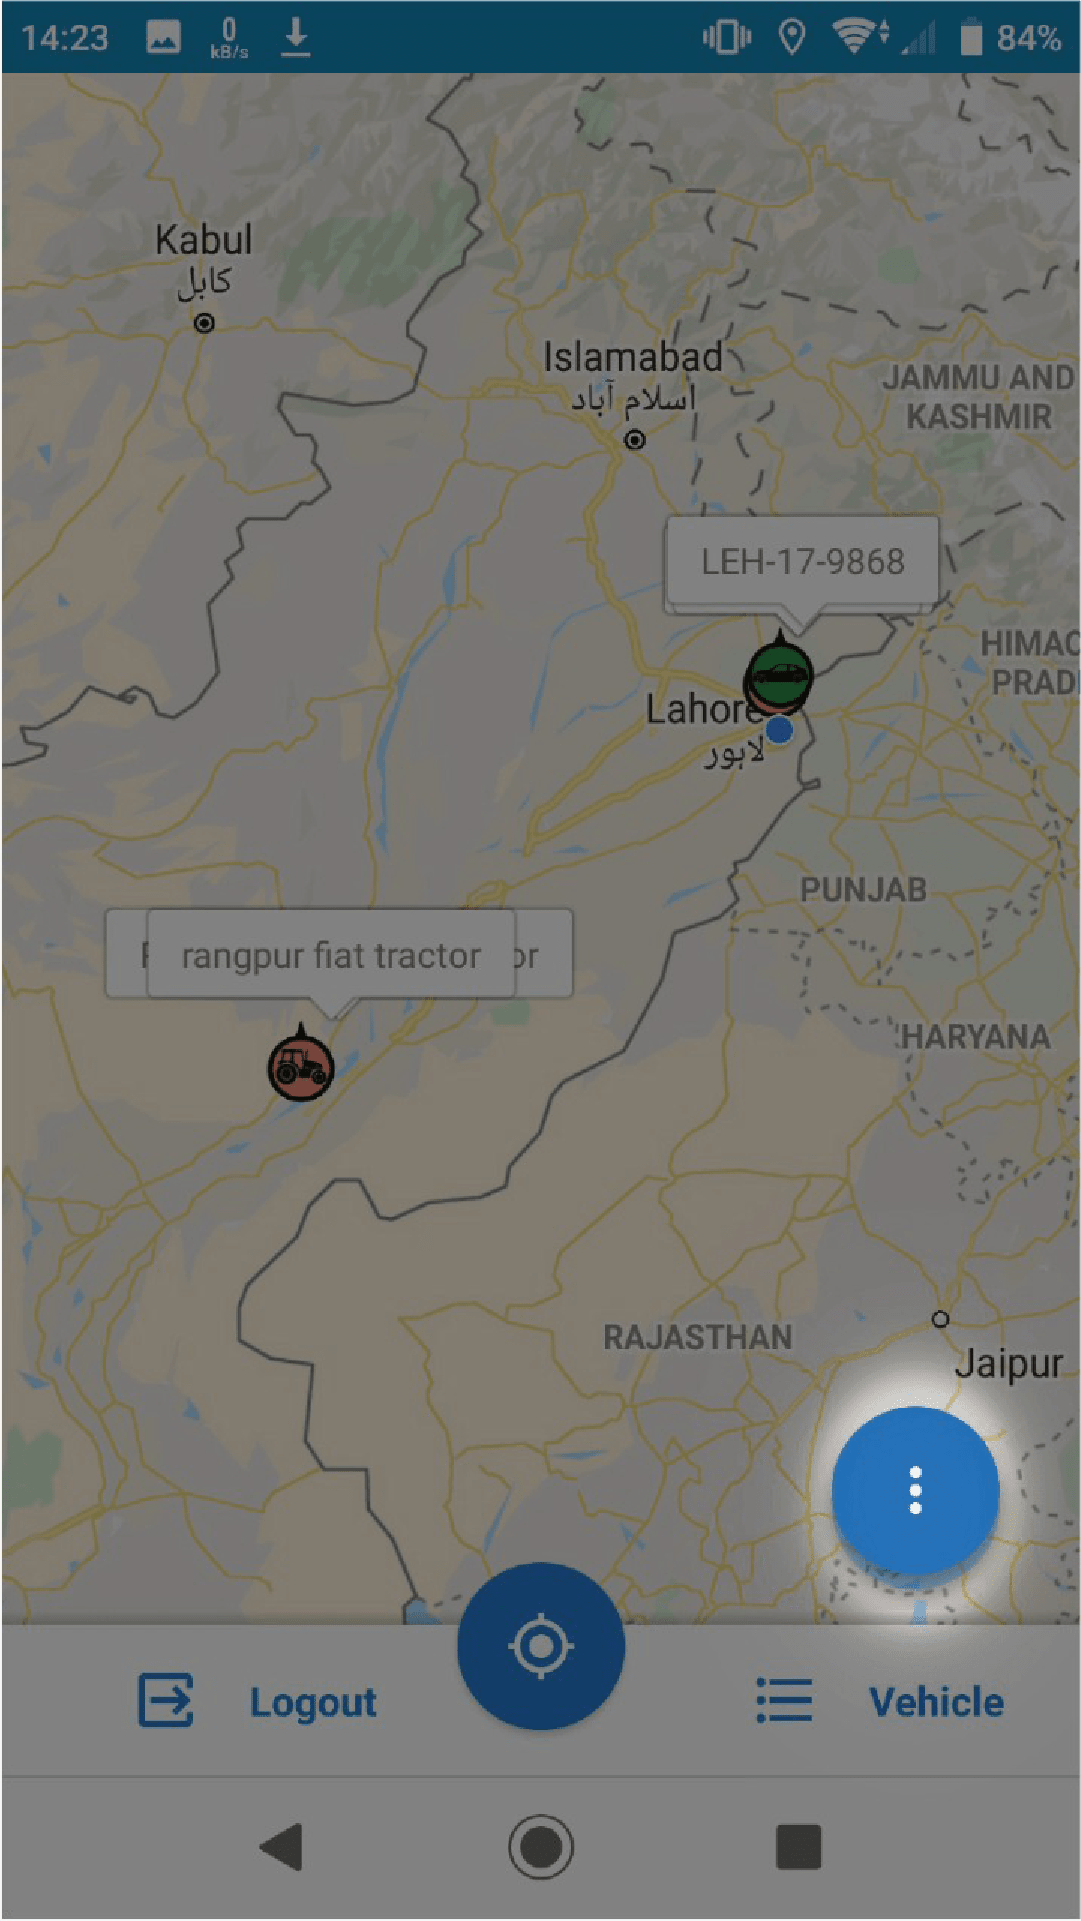 14:23
0
kB/s
84%
Kabul
کابل
Islamabad
اسلام آباد
JAMMU AND
KASHMIR
LEH-17-9868
HIMAC
PRAD
Lahore
لاہور
PUNJAB
rangpur fiat tractor
or
HARYANA
RAJASTHAN
Jaipur
Logout
Vehicle